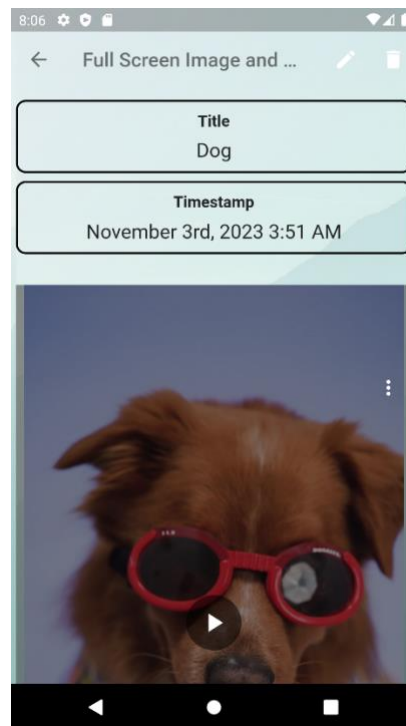 8:06
Full Screen Image and ...
Title
Dog
Timestamp
November 3rd, 2023 3:51 AM